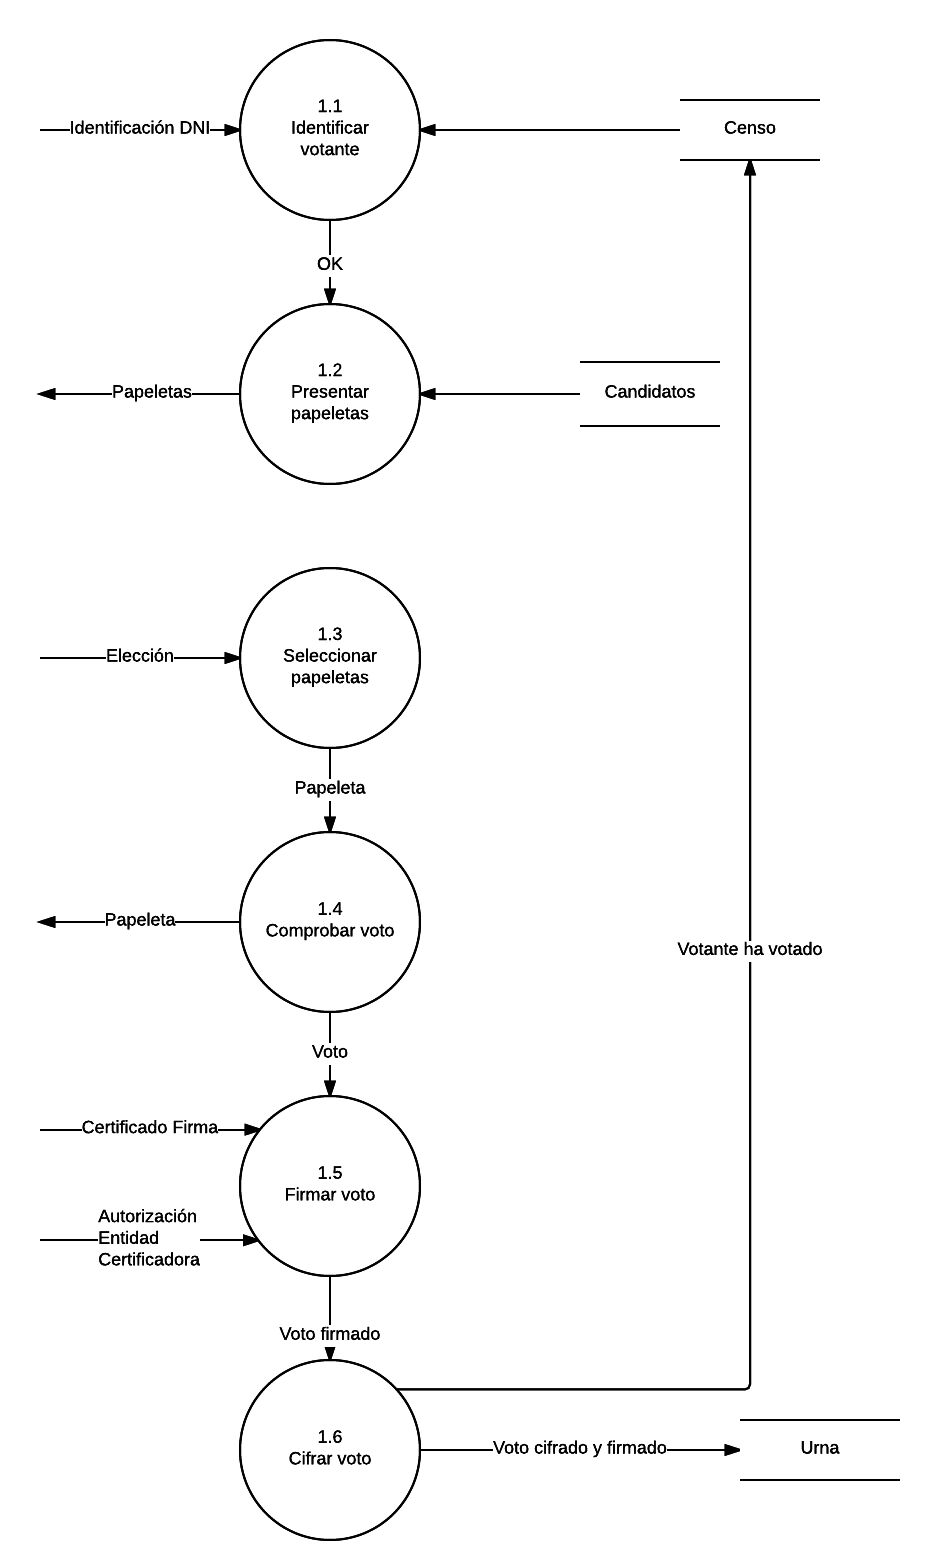 1.1
Identificar
votante
Identificación DNI
Censo
OK
1.2
Presentar
papeletas
Papeletas
Candidatos
1.3
Seleccionar
papeletas
Elección
Papeleta
1.4
Comprobar voto
Papeleta
Votante ha votado
Voto
Certificado Firma
1.5
Firmar voto
Autorización
Entidad
Certificadora
Voto firmado
1.6
Cifrar voto
Voto cifrado y firmado
Urna